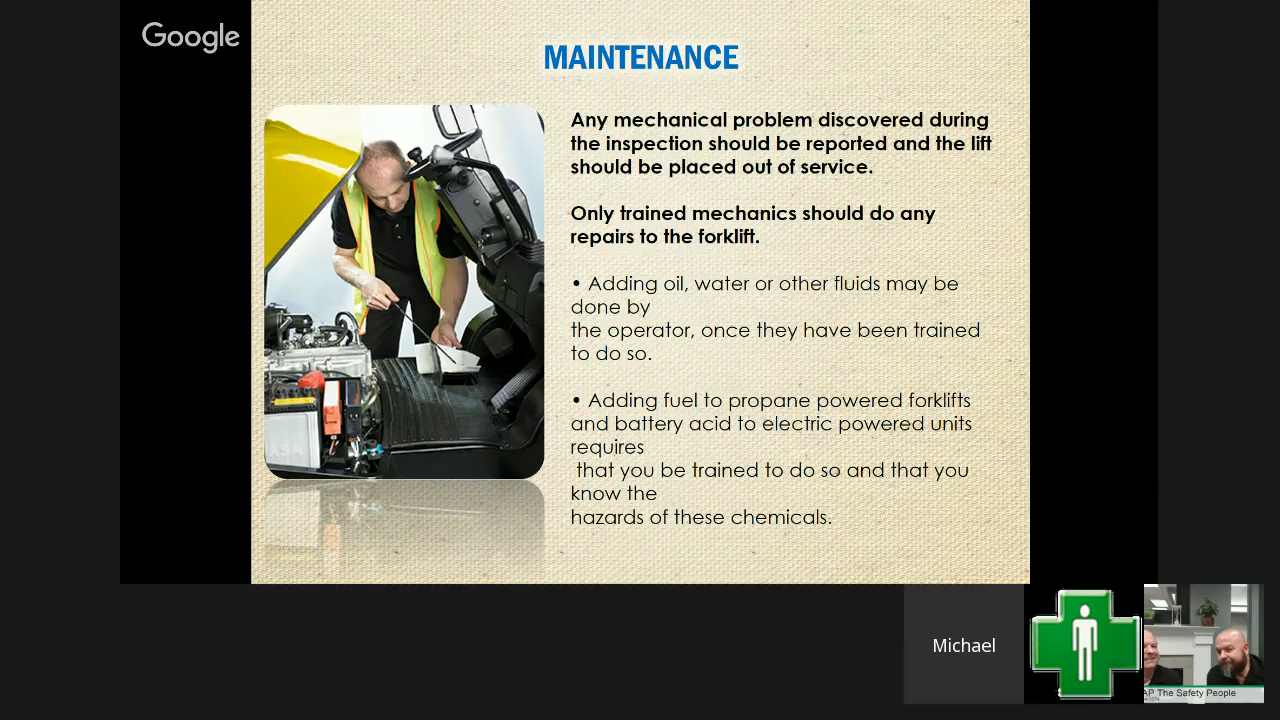 Google
MAINTENANCE
Any mechanical problem discovered during
the inspection should be reported and the lift
should be placed out of service.
Only trained mechanics should do any
repairs to the forklift.
• Adding oil, water or other fluids may be
done by
the operator, once they have been trained
to do so.
• Adding fuel to propane powered forklifts
and battery acid to electric powered units
requires
that you be trained to do so and that you
know the
hazards of these chemicals.
Michael
AP The Safety People